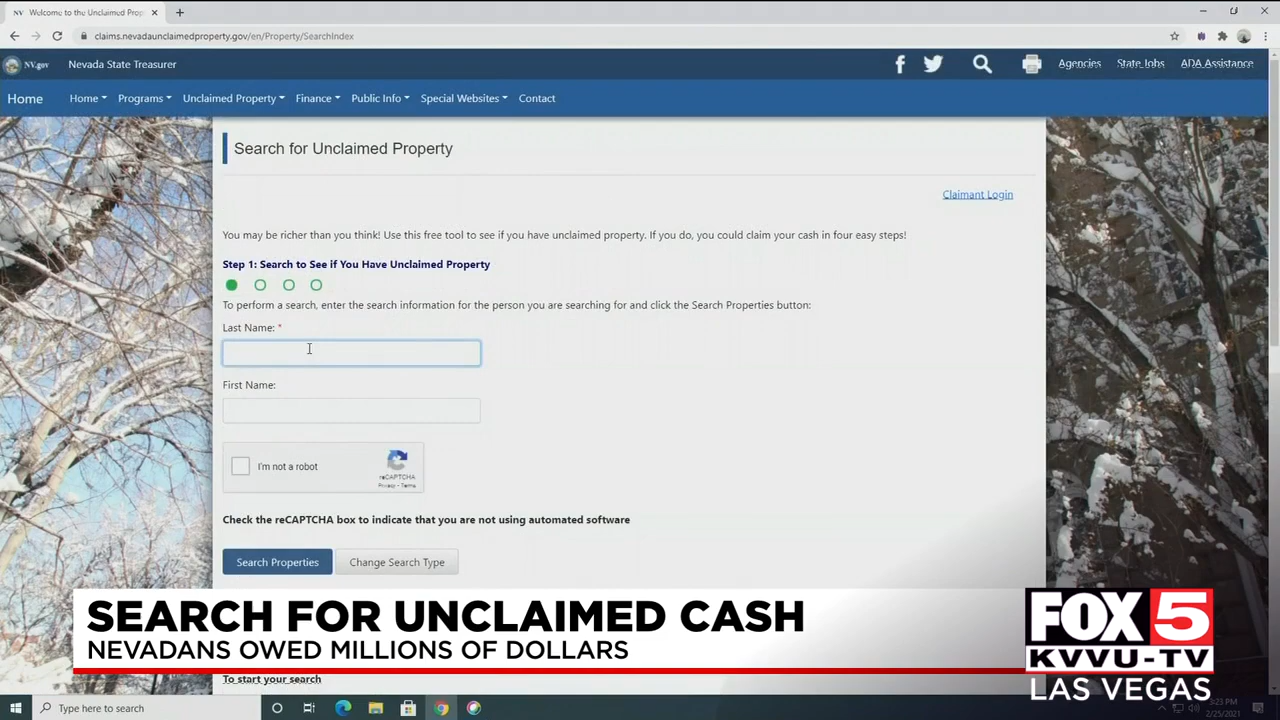 Welcome to the Unclaimed Prop
claims.nevadaunclaimedproperty.gov/en/Property/SearchIndex
NV.gov
Nevada State Treasurer
Agencies
State Jobs
ADA Assistance
Home
Home
Programs
Unclaimed Property
Finance
Public Info
Special Websites
Contact
Search for Unclaimed Property
Claimant Login
You may be richer than you think! Use this free tool to see if you have unclaimed property. If you do, you could claim your cash in four easy steps!
Step 1: Search to See if You Have Unclaimed Property
To perform a search, enter the search information for the person you are searching for and click the Search Properties button:
Last Name: *
First Name:
I'm not a robot
reCAPTCHA
Privacy - Terms
Check the reCAPTCHA box to indicate that you are not using automated software
Search Properties
Change Search Type
SEARCH FOR UNCLAIMED CASH
NEVADANS OWED MILLIONS OF DOLLARS
FOX 5
KVVU-TV
LAS VEGAS
To start your search
Type here to search
3:23 PM
2/25/2021